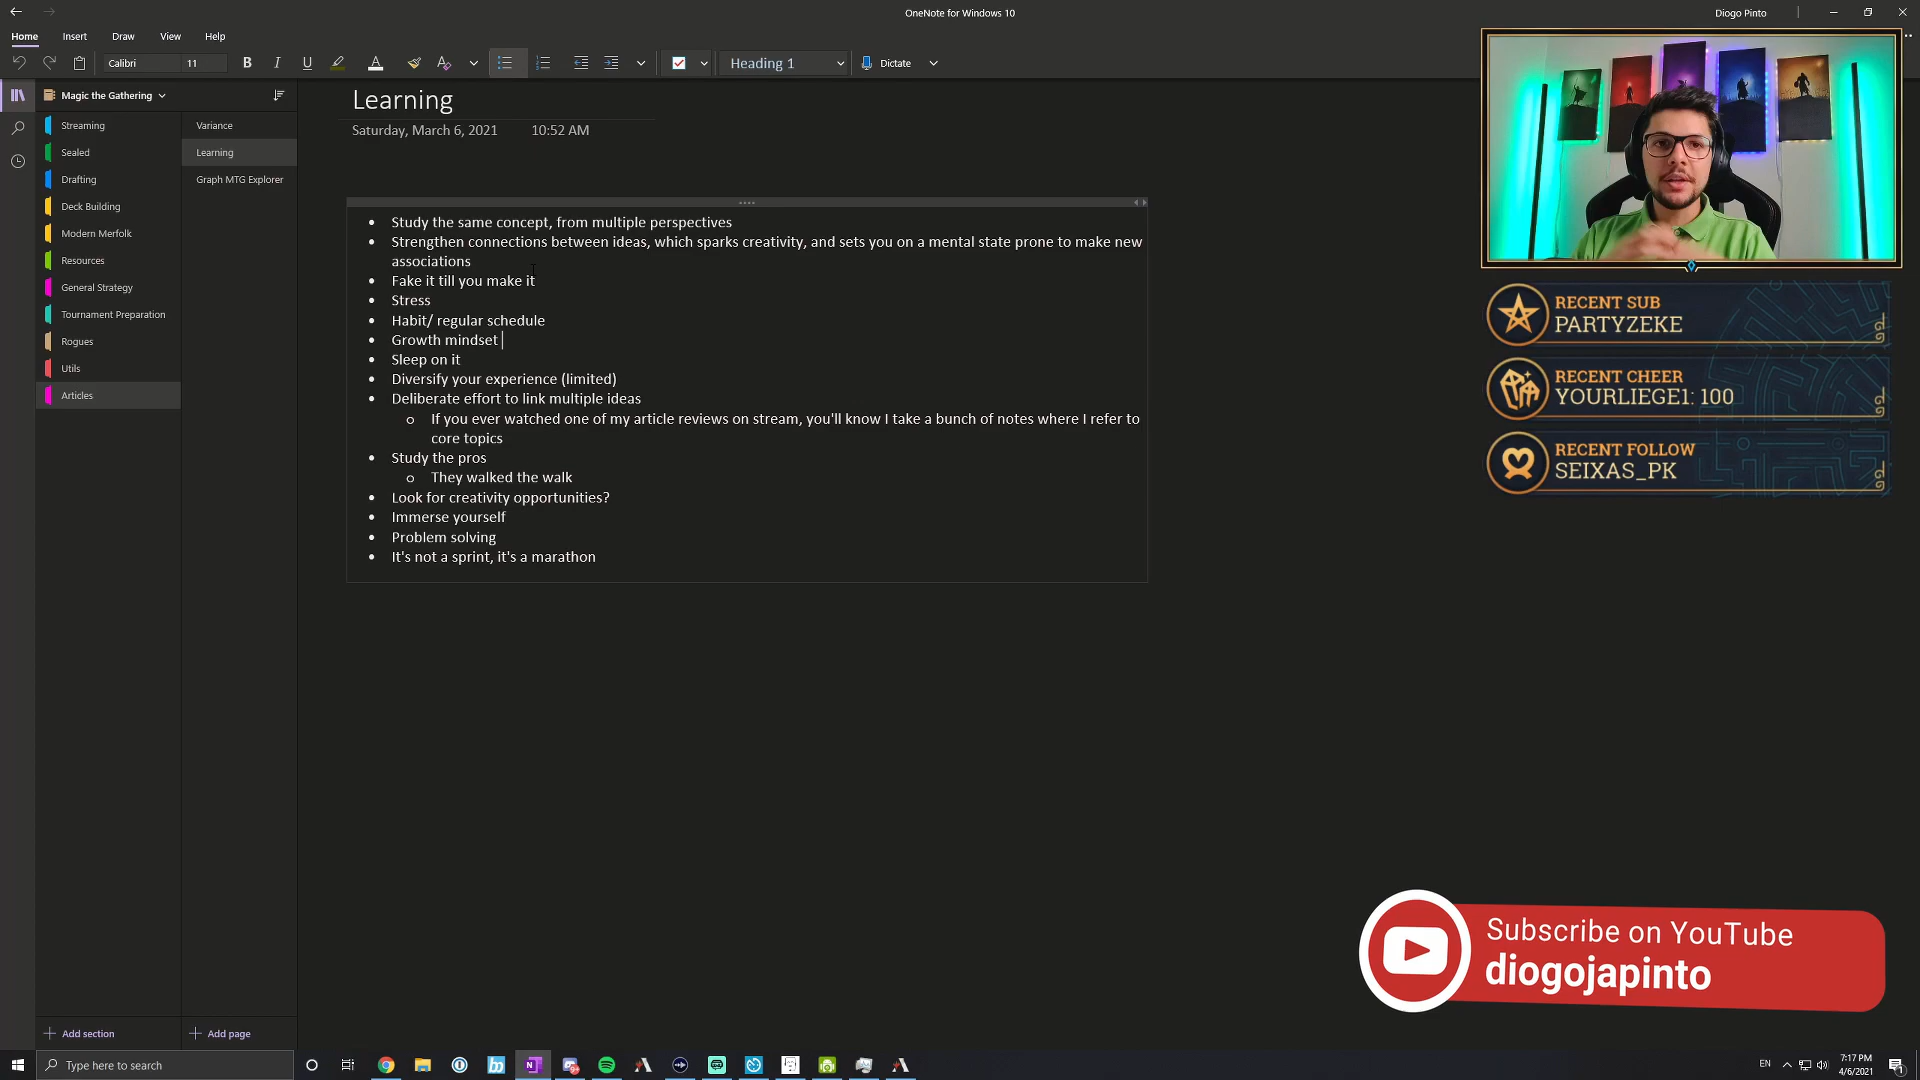 OneNote for Windows 10
Diogo Pinto
Home
Insert
Draw
View
Help
Calibri
11
B
I
U
A
Heading 1
Dictate
Magic the Gathering
Streaming
Sealed
Drafting
Deck Building
Modern Merfolk
Resources
General Strategy
Tournament Preparation
Rogues
Utils
Articles
Add section
Variance
Learning
Graph MTG Explorer
Add page
Learning
Saturday, March 6, 2021
10:52 AM
Study the same concept, from multiple perspectives
Strengthen connections between ideas, which sparks creativity, and sets you on a mental state prone to make new
associations
Fake it till you make it
Stress
Habit/ regular schedule
Growth mindset
Sleep on it
Diversify your experience (limited)
Deliberate effort to link multiple ideas
If you ever watched one of my article reviews on stream, you'll know I take a bunch of notes where I refer to
core topics
Study the pros
They walked the walk
Look for creativity opportunities?
Immerse yourself
Problem solving
It's not a sprint, it's a marathon
RECENT SUB
PARTYZEKE
RECENT CHEER
YOURLIEGE1: 100
RECENT FOLLOW
SEIXAS_PK
Subscribe on YouTube
diogojapinto
Type here to search
EN
7:17 PM
4/6/2021